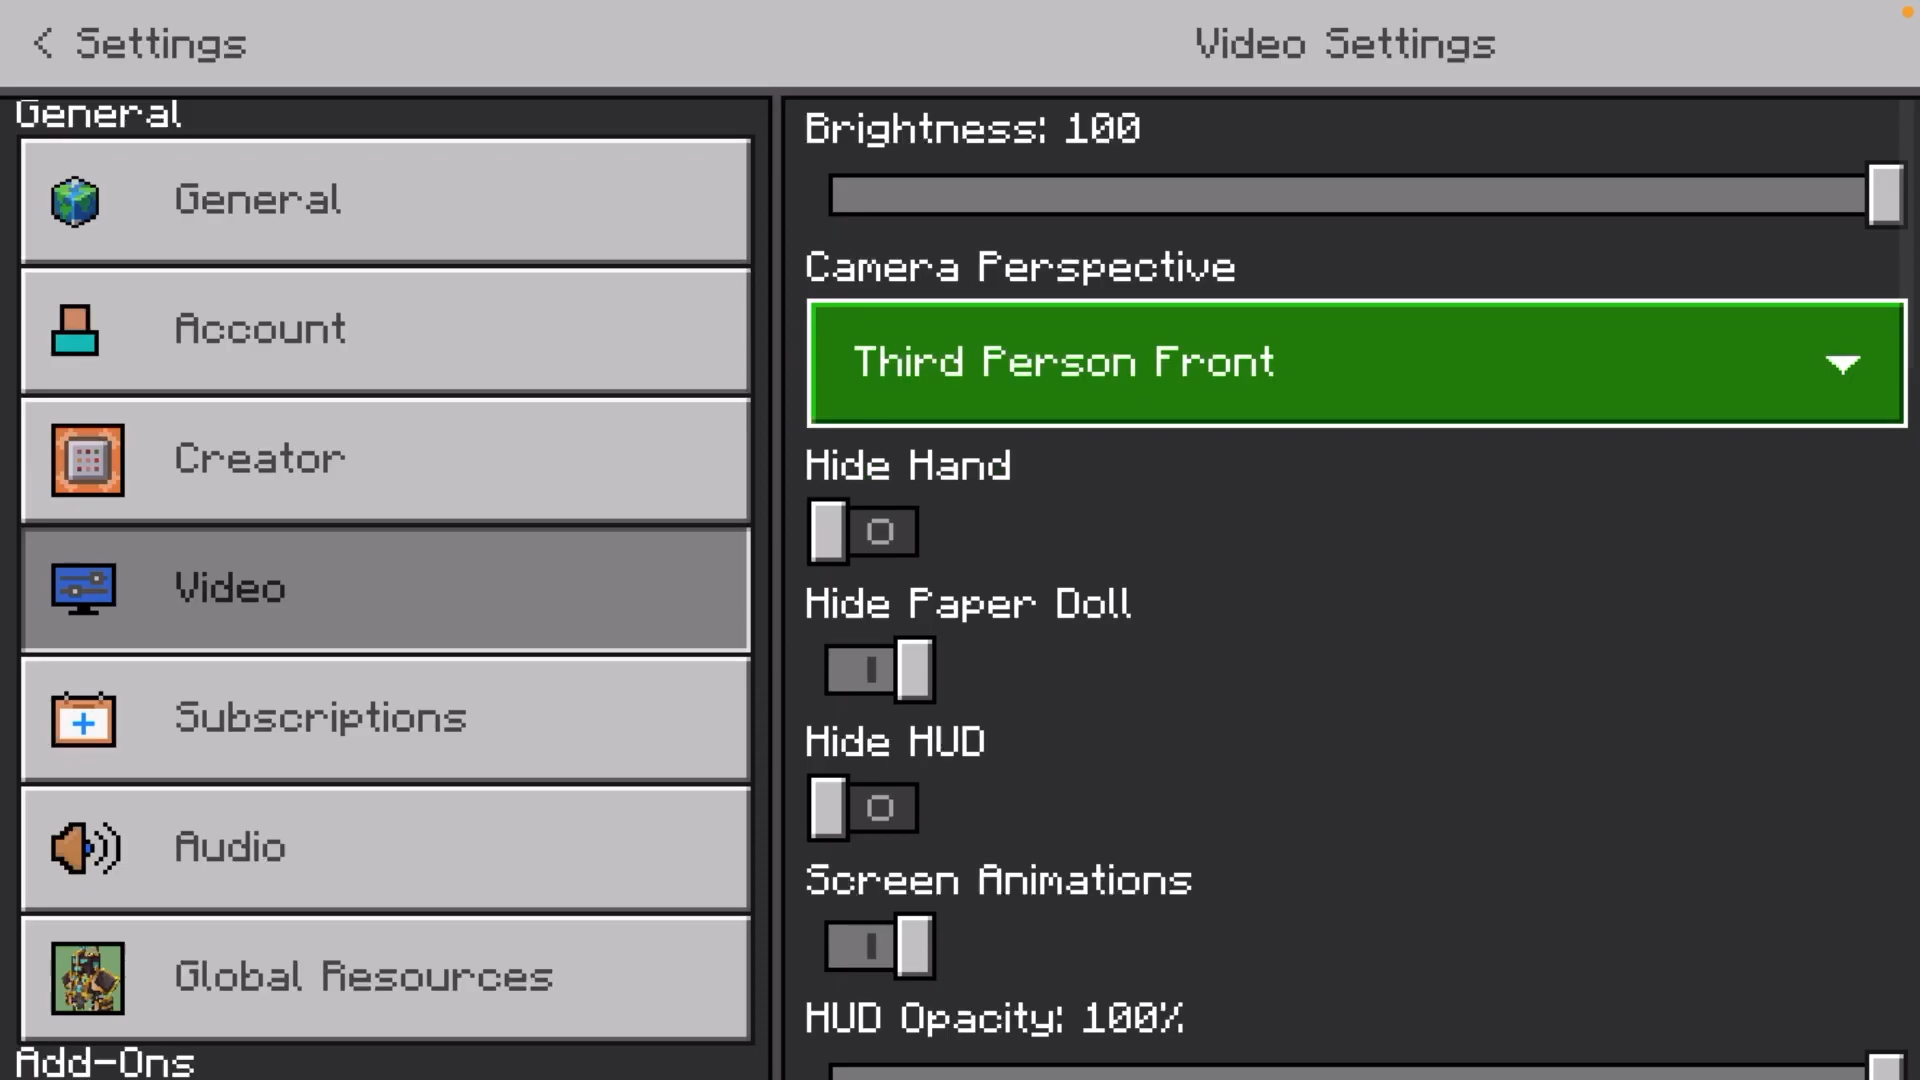 Settings
Video Settings
General
General
Account
Creator
Video
Subscriptions
Audio
Global Resources
Add-Ons
Brightness: 100
Camera Perspective
Third Person Front
Hide Hand
Hide Paper Doll
Hide HUD
Screen Animations
HUD Opacity: 100%